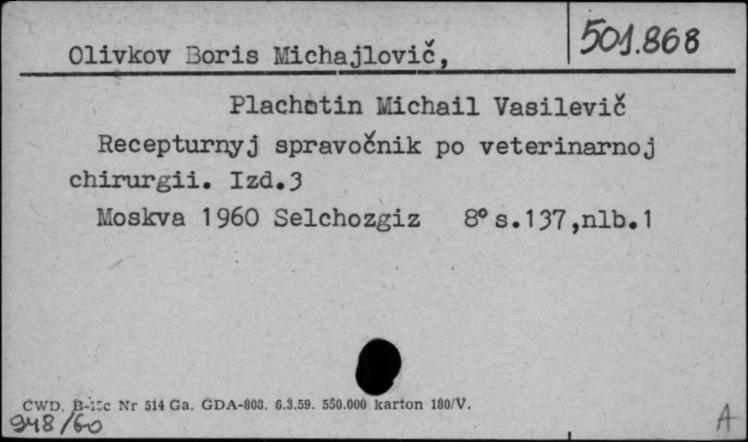 501.868
Olivkov Boris Michajlovič,
Plachotin Michail Vasilevič
Recepturnyj spravočnik po veterinarnoj
chirurgii. Izd.3
Moskva 1960 Selchozgiz 8° s.137,nlb.1
CWD. B-15c Nr 514 Ga. GDA-803. 6.3.59. 550.000 karton 180/V.
948/60
A